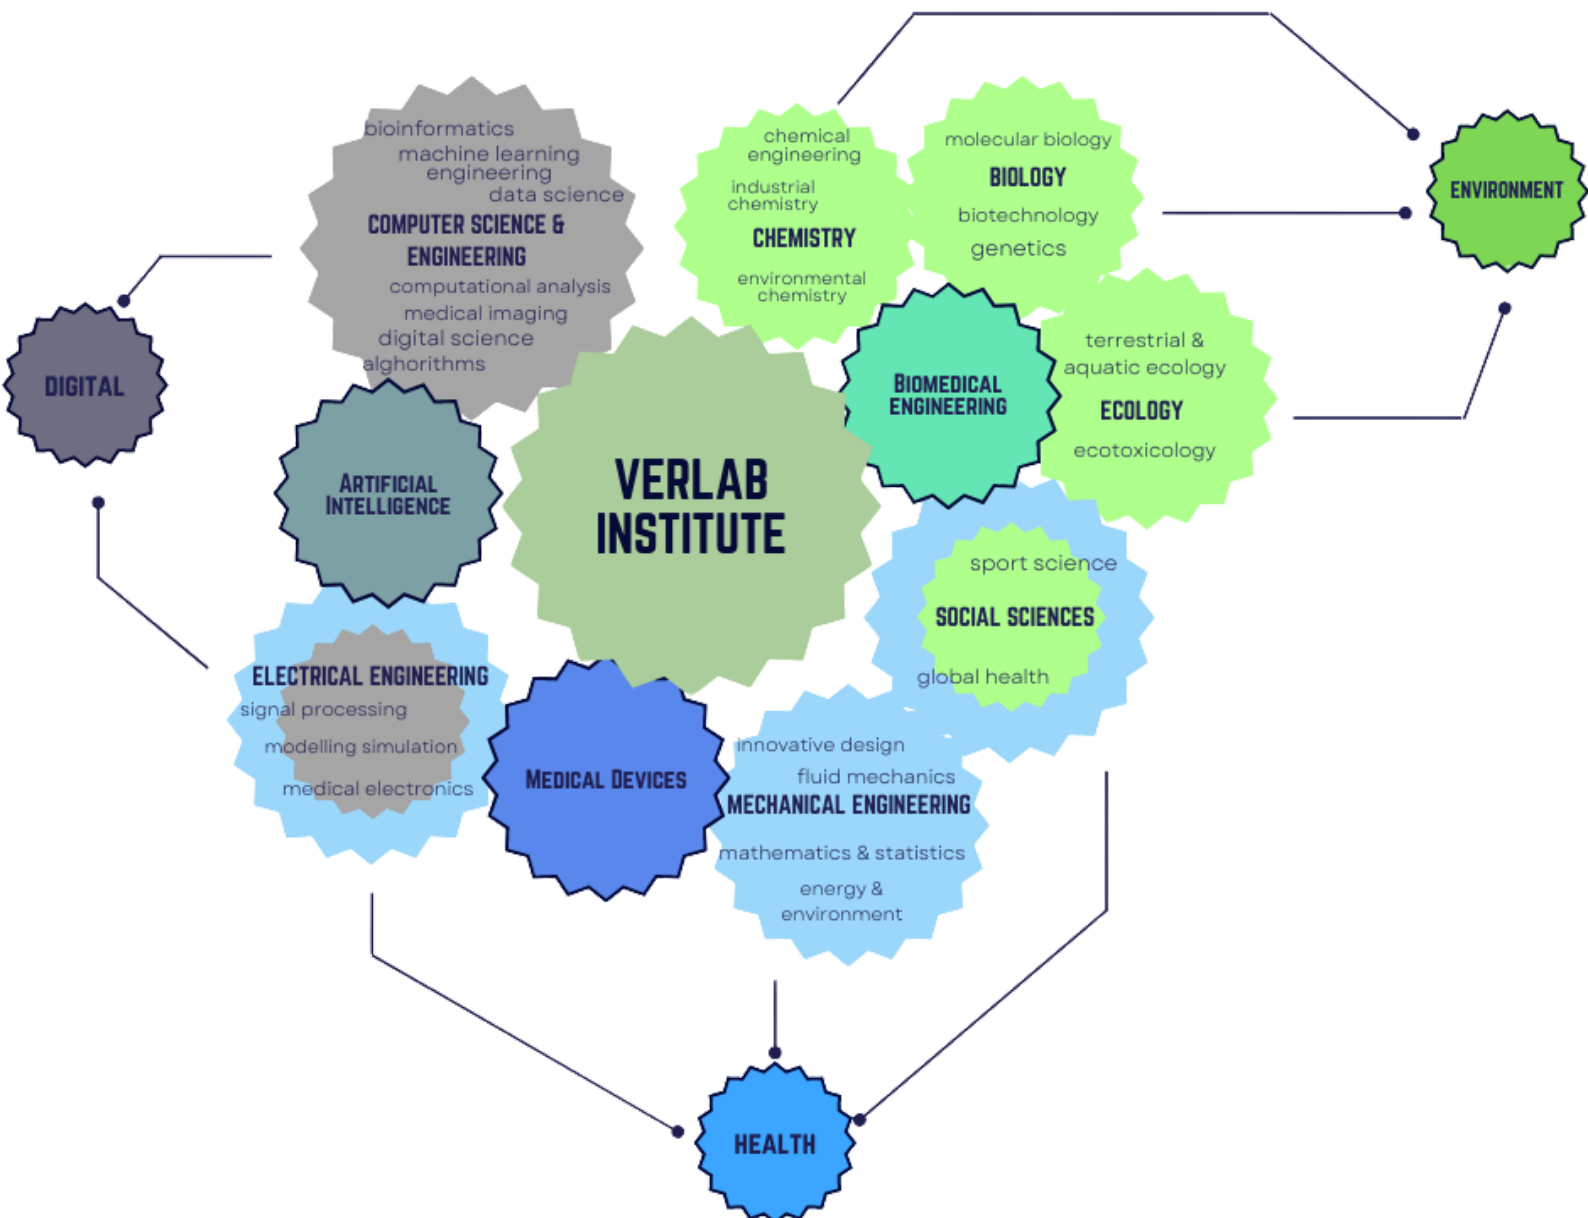 bioinformatics
machine learning
engineering
data science
COMPUTER SCIENCE &
ENGINEERING
computational analysis
medical imaging
digital science
alghorithms
chemical
engineering
industrial
chemistry
CHEMISTRY
environmental
chemistry
molecular biology
BIOLOGY
biotechnology
genetics
ENVIRONMENT
DIGITAL
ARTIFICIAL
INTELLIGENCE
VERLAB
INSTITUTE
BIOMEDICAL
ENGINEERING
terrestrial &
aquatic ecology
ECOLOGY
ecotoxicology
sport science
SOCIAL SCIENCES
global health
ELECTRICAL ENGINEERING
signal processing
modelling simulation
medical electronics
MEDICAL DEVICES
innovative design
fluid mechanics
MECHANICAL ENGINEERING
mathematics & statistics
energy &
environment
HEALTH